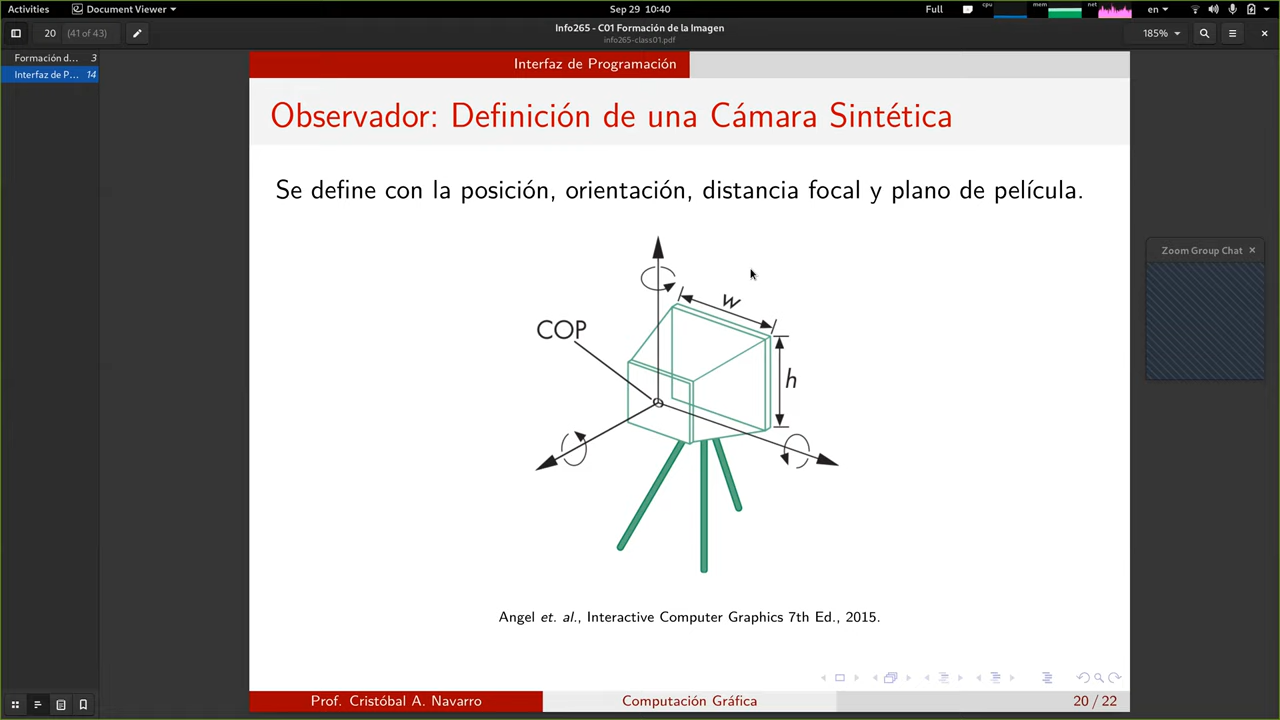 Activities
Document Viewer
Sep 29 10:40
Full
cpu
mem
net
en
20
(41 of 43)
Info265 - C01 Formación de la Imagen
info265-class01.pdf
185%
Formación d... 3
Interfaz de P... 14
Interfaz de Programación
Observador: Definición de una Cámara Sintética
Se define con la posición, orientación, distancia focal y plano de película.
Zoom Group Chat
w
COP
h
Angel et. al., Interactive Computer Graphics 7th Ed., 2015.
Prof. Cristóbal A. Navarro
Computación Gráfica
20 / 22